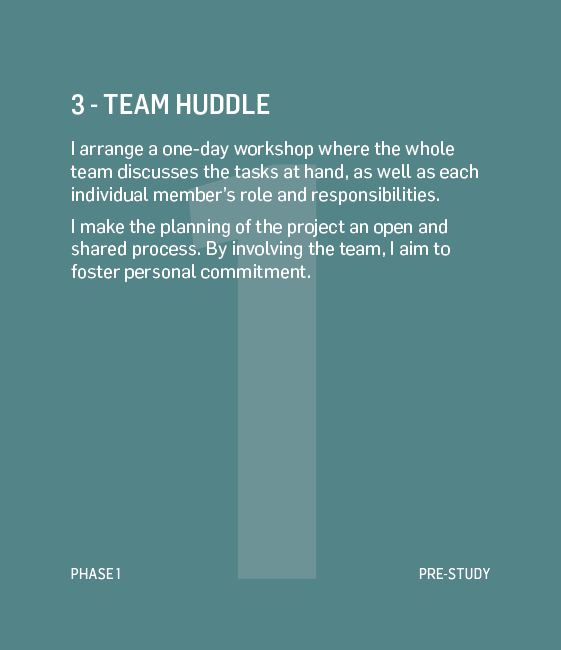 3 - TEAM HUDDLE
I arrange a one-day workshop where the whole
team discusses the tasks at hand, as well as each
individual member's role and responsibilities.
I make the planning of the project an open and
shared process. By involving the team, I aim to
foster personal commitment.
1
PHASE 1
PRE-STUDY